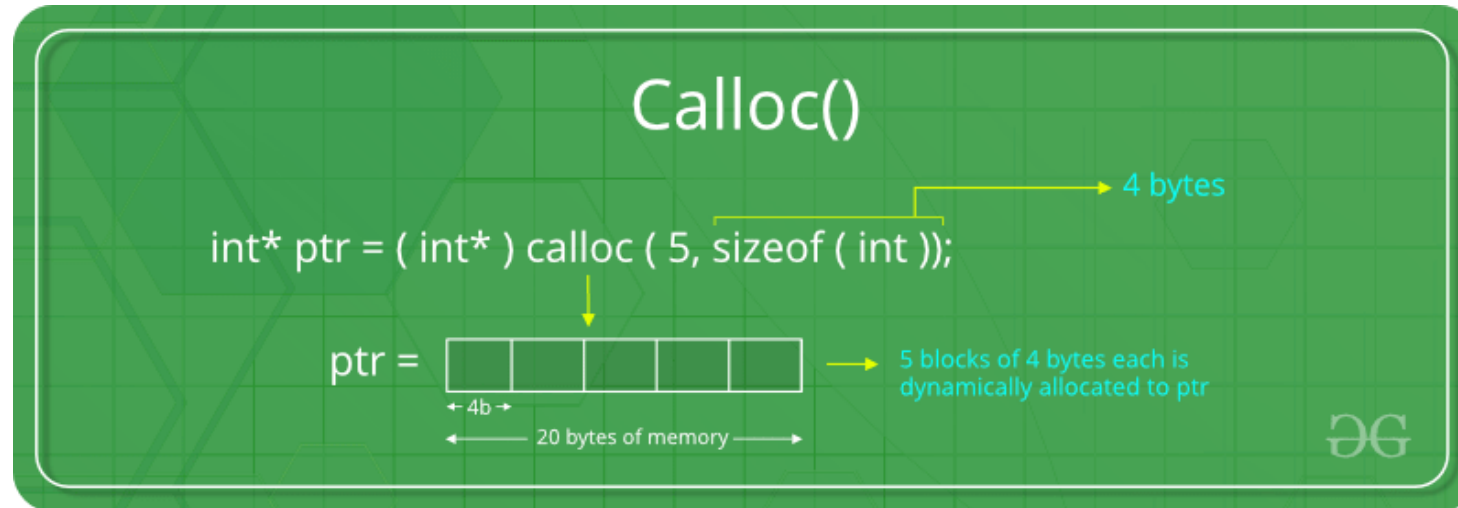 Calloc()
4 bytes
int* ptr = ( int* ) calloc ( 5, sizeof ( int ));
ptr =
5 blocks of 4 bytes each is
dynamically allocated to ptr
4b
20 bytes of memory